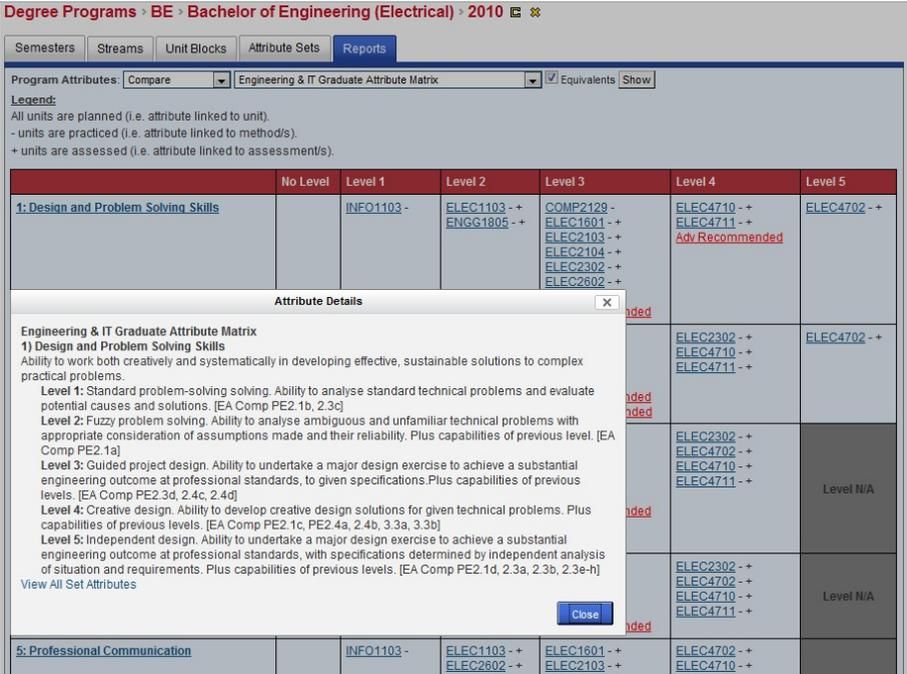 Degree Programs › BE › Bachelor of Engineering (Electrical) › 2010
Semesters Streams Unit Blocks Attribute Sets Reports
Program Attributes: Compare Engineering & IT Graduate Attribute Matrix Equivalents Show
Legend:
All units are planned (i.e. attribute linked to unit).
- units are practiced (i.e. attribute linked to method/s).
+ units are assessed (i.e. attribute linked to assessment/s).
No Level Level 1 Level 2 Level 3 Level 4 Level 5
1: Design and Problem Solving Skills INFO1103 - ELEC1103 - + COMP2129 - ELEC4710 - + ELEC4702 - +
ENGG1805 - + ELEC1601 - + ELEC4711 - +
ELEC2103 - + Adv Recommended
ELEC2104 - +
ELEC2302 - +
ELEC2602 - +
Attribute Details
nded
Engineering & IT Graduate Attribute Matrix
ELEC2302 - + ELEC4702 - +
1) Design and Problem Solving Skills
ELEC4710 - +
Ability to work both creatively and systematically in developing effective, sustainable solutions to complex
ELEC4711 - +
practical problems.
Level 1: Standard problem-solving solving. Ability to analyse standard technical problems and evaluate
nded
potential causes and solutions. [EA Comp PE2.1b, 2.3c]
nded
Level 2: Fuzzy problem solving. Ability to analyse ambiguous and unfamiliar technical problems with
appropriate consideration of assumptions made and their reliability. Plus capabilities of previous level. [EA
ELEC2302 - +
Comp PE2.1a]
ELEC4702 - +
Level 3: Guided project design. Ability to undertake a major design exercise to achieve a substantial
ELEC4710 - +
engineering outcome at professional standards, to given specifications.Plus capabilities of previous
ELEC4711 - +
levels. [EA Comp PE2.3d, 2.4c, 2.4d]
Level N/A
Level 4: Creative design. Ability to develop creative design solutions for given technical problems. Plus
nded
capabilities of previous levels. [EA Comp PE2.1c, PE2.4a, 2.4b, 3.3a, 3.3b]
Level 5: Independent design. Ability to undertake a major design exercise to achieve a substantial
engineering outcome at professional standards, with specifications determined by independent analysis
of situation and requirements. Plus capabilities of previous levels. [EA Comp PE2.1d, 2.3a, 2.3b, 2.3e-h]
ELEC2302 - +
View All Set Attributes
ELEC4702 - +
ELEC4710 - + Level N/A
ELEC4711 - +
Close
nded
5: Professional Communication INFO1103 - ELEC1103 - + ELEC1601 - + ELEC4702 - +
ELEC2602 - + ELEC2103 - + ELEC4710 - +